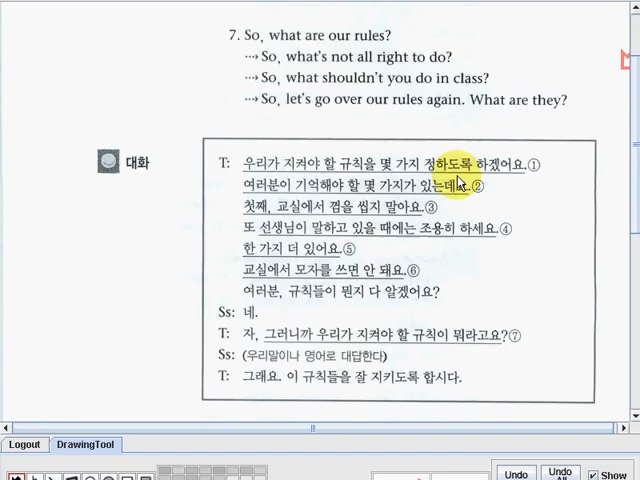 7. So, what are our rules?
⋯→ So, what's not all right to do?
⋯→ So, what shouldn't you do in class?
⋯→ So, let's go over our rules again. What are they?
대화
T: 우리가 지켜야 할 규칙을 몇 가지 정하도록 하겠어요.①
여러분이 기억해야 할 몇 가지가 있는데요.②
첫째, 교실에서 껌을 씹지 말아요.③
또 선생님이 말하고 있을 때에는 조용히 하세요.④
한 가지 더 있어요.⑤
교실에서 모자를 쓰면 안 돼요.⑥
여러분, 규칙들이 뭔지 다 알겠어요?
Ss: 네.
T: 자, 그러니까 우리가 지켜야 할 규칙이 뭐라고요?⑦
Ss: (우리말이나 영어로 대답한다)
T: 그래요. 이 규칙들을 잘 지키도록 합시다.
Logout DrawingTool
Undo Undo All Show